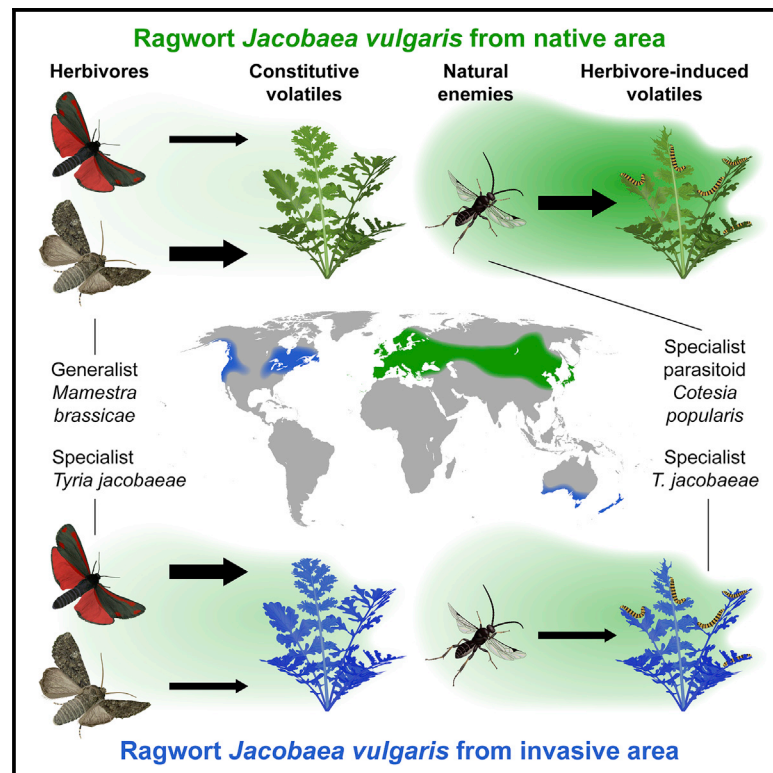 Ragwort Jacobaea vulgaris from native area
Herbivores
Constitutive
volatiles
Natural
enemies
Herbivore-induced
volatiles
Generalist
Mamestra
brassicae
Specialist
Tyria jacobaeae
Specialist
parasitoid
Cotesia
popularis
Specialist
T. jacobaeae
Ragwort Jacobaea vulgaris from invasive area